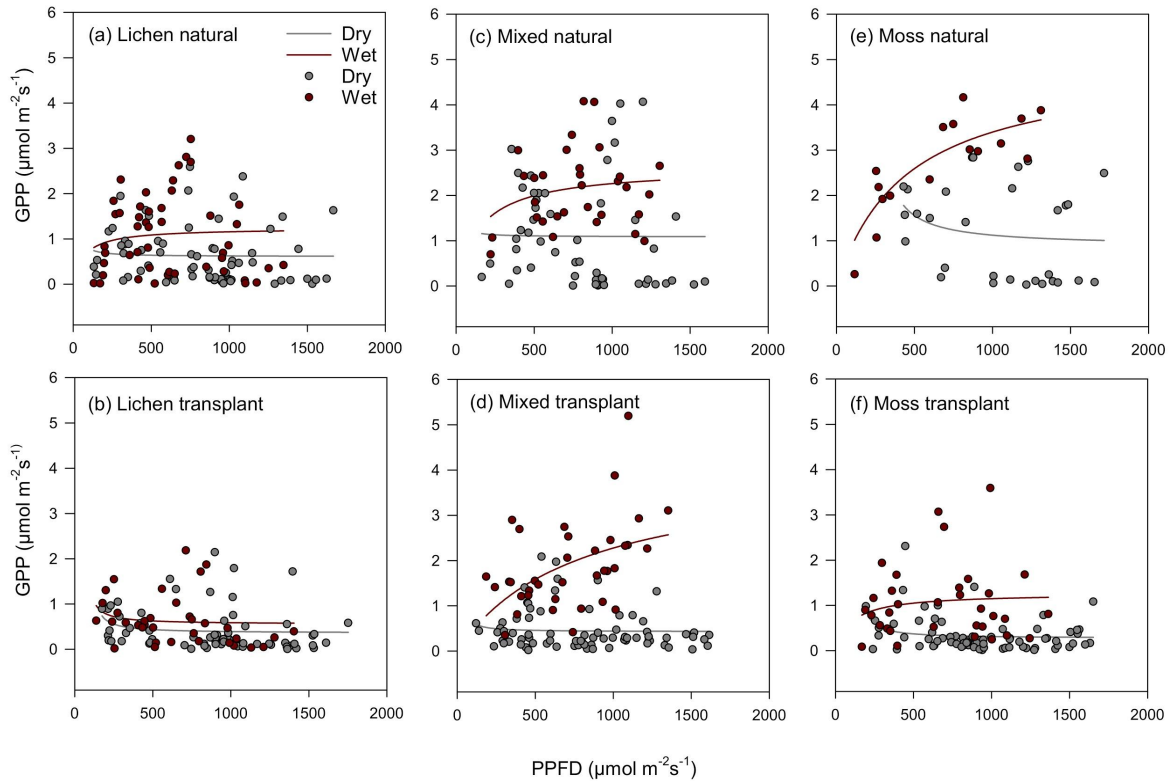 (a) Lichen natural
Dry
Wet
Dry
Wet
GPP (μmol m-2s-1)
6
5
4
3
2
1
0
0 500 1000 1500 2000
(c) Mixed natural
6
5
4
3
2
1
0
0 500 1000 1500 2000
(e) Moss natural
6
5
4
3
2
1
0
0 500 1000 1500 2000
(b) Lichen transplant
GPP (μmol m-2s-1)
6
5
4
3
2
1
0
0 500 1000 1500 2000
(d) Mixed transplant
6
5
4
3
2
1
0
0 500 1000 1500 2000
(f) Moss transplant
6
5
4
3
2
1
0
0 500 1000 1500 2000
PPFD (μmol m-2s-1)